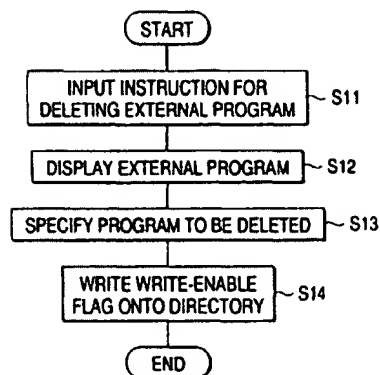 START
INPUT INSTRUCTION FOR
DELETING EXTERNAL PROGRAM
S11
DISPLAY EXTERNAL PROGRAM
S12
SPECIFY PROGRAM TO BE DELETED
S13
WRITE WRITE-ENABLE
FLAG ONTO DIRECTORY
S14
END